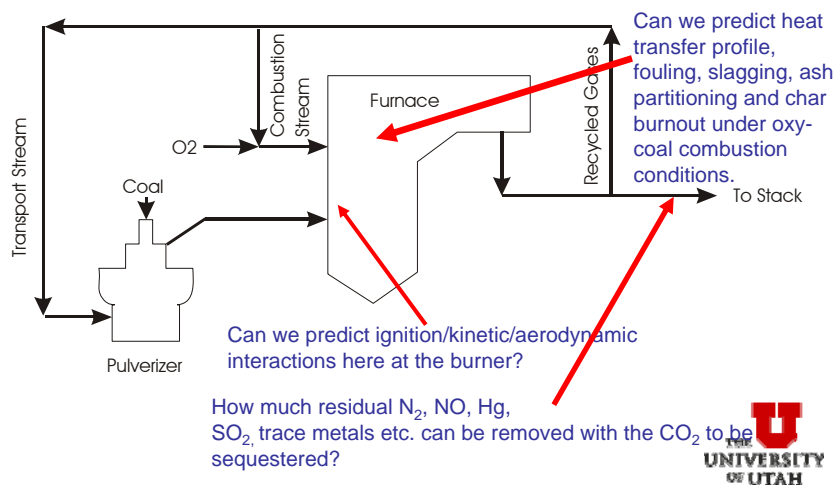 Can we predict heat
transfer profile,
fouling, slagging, ash
partitioning and char
burnout under oxy-
coal combustion
conditions.
Transport Stream
Combustion
Stream
Furnace
Recycled Gases
O2
Coal
To Stack
Pulverizer
Can we predict ignition/kinetic/aerodynamic
interactions here at the burner?
How much residual N₂, NO, Hg,
SO₂, trace metals etc. can be removed with the CO₂ to be
sequestered?
THE
U
UNIVERSITY
OF UTAH